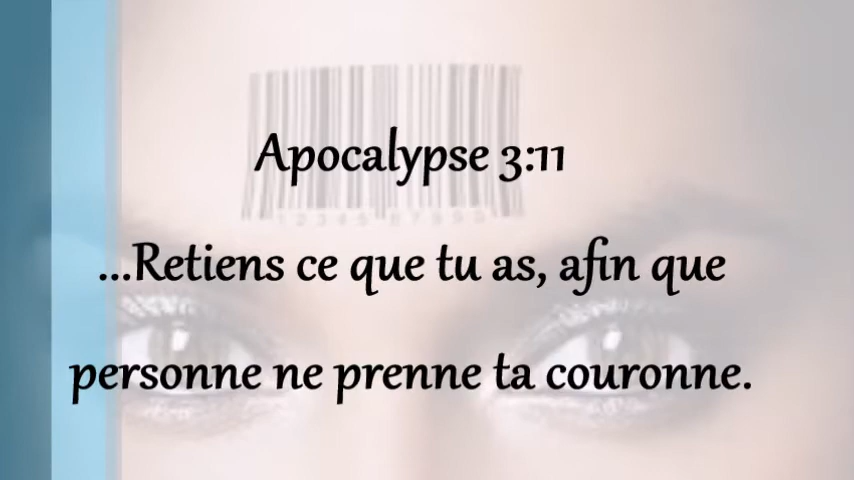 Apocalypse 3:11
...Retiens ce que tu as, afin que
personne ne prenne ta couronne.